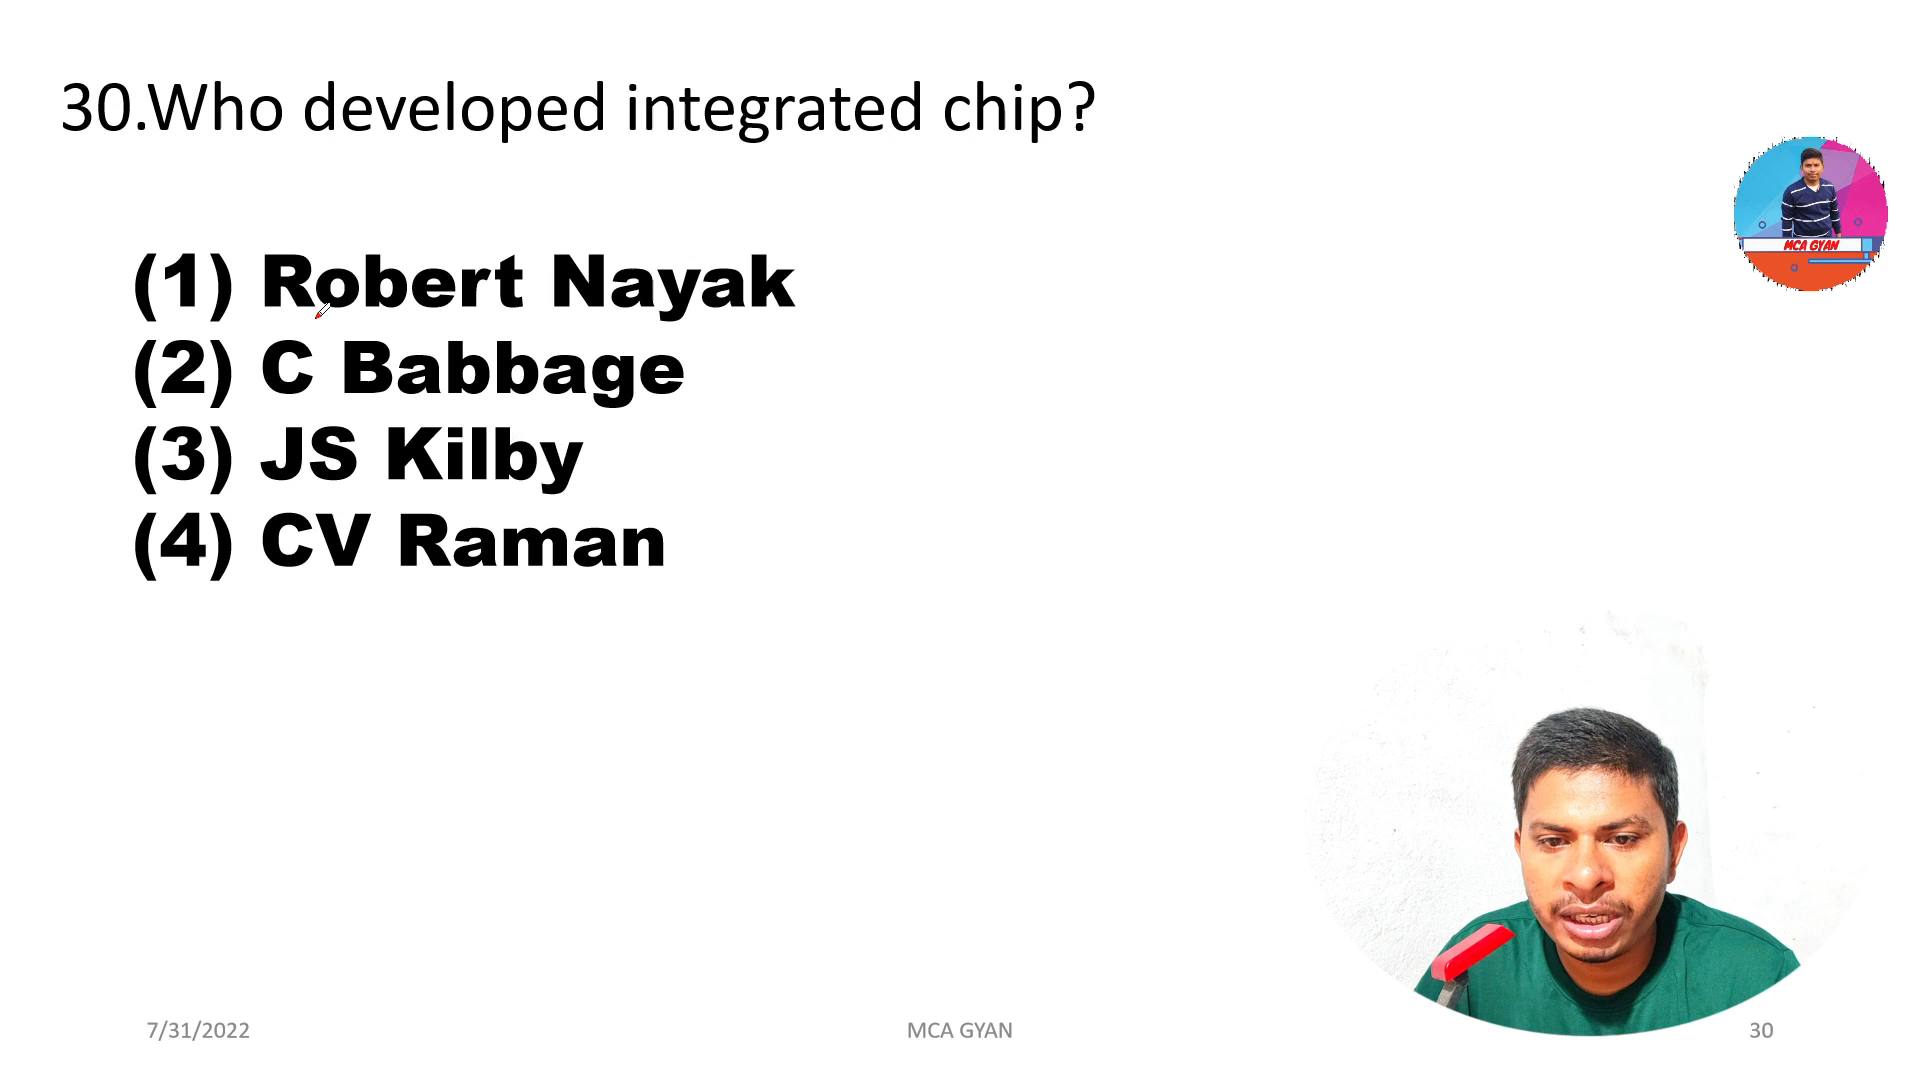 30.Who developed integrated chip?
MCA GYAN
(1) Robert Nayak
(2) C Babbage
(3) JS Kilby
(4) CV Raman
7/31/2022
MCA GYAN
30